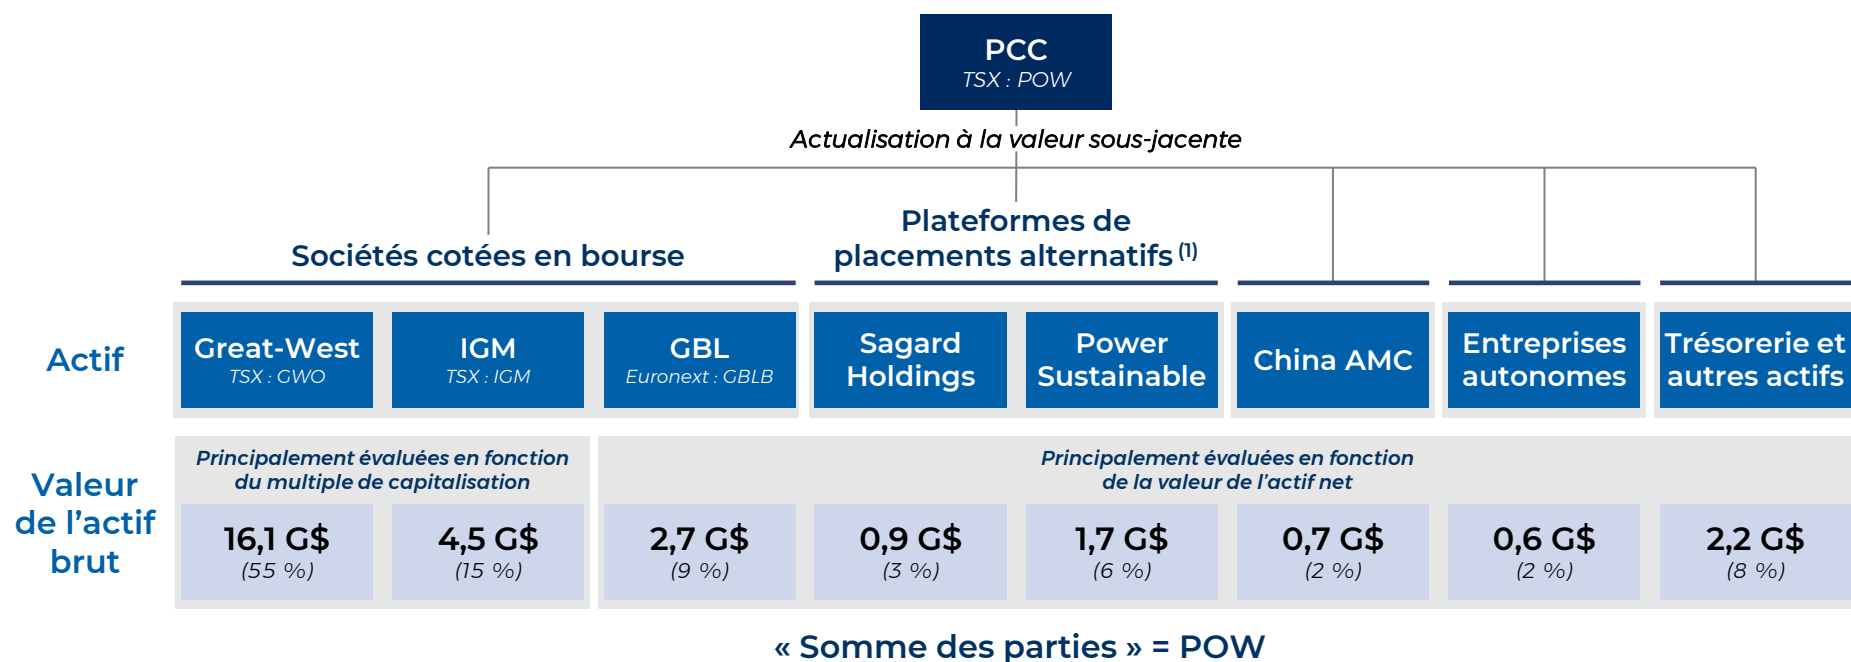 PCC
TSX : POW
Actualisation à la valeur sous-jacente
Sociétés cotées en bourse
Plateformes de
placements alternatifs (1)
Actif
Great-West
TSX : GWO
IGM
TSX : IGM
GBL
Euronext : GBLB
Sagard
Holdings
Power
Sustainable
China AMC
Entreprises
autonomes
Trésorerie et
autres actifs
Valeur
de l’actif
brut
Principalement évaluées en fonction
du multiple de capitalisation
Principalement évaluées en fonction
de la valeur de l’actif net
16,1 G$
(55 %)
4,5 G$
(15 %)
2,7 G$
(9 %)
0,9 G$
(3 %)
1,7 G$
(6 %)
0,7 G$
(2 %)
0,6 G$
(2 %)
2,2 G$
(8 %)
« Somme des parties » = POW